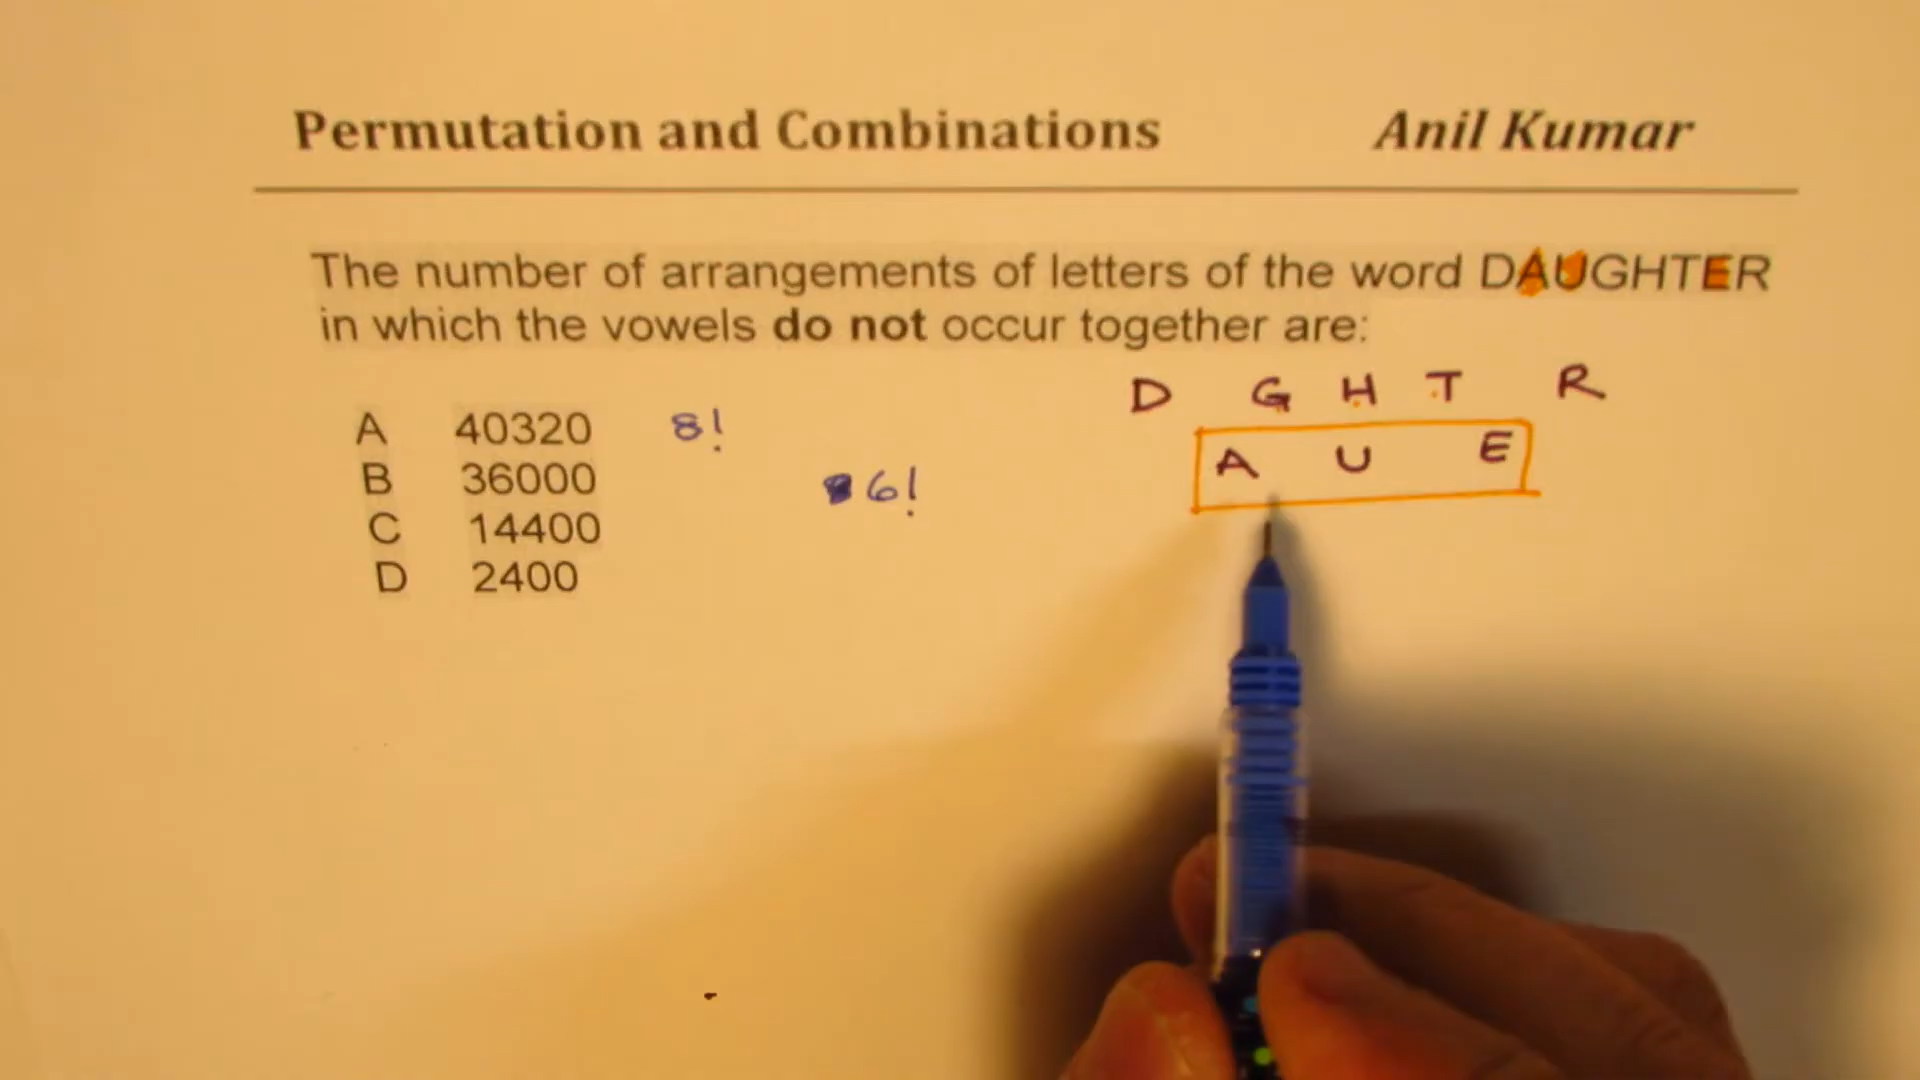 Permutation and Combinations Anil Kumar
The number of arrangements of letters of the word DAUGHTER
in which the vowels do not occur together are:
D G H T R
A 40320 8!
A U E
B 36000 6!
C 14400
D 2400